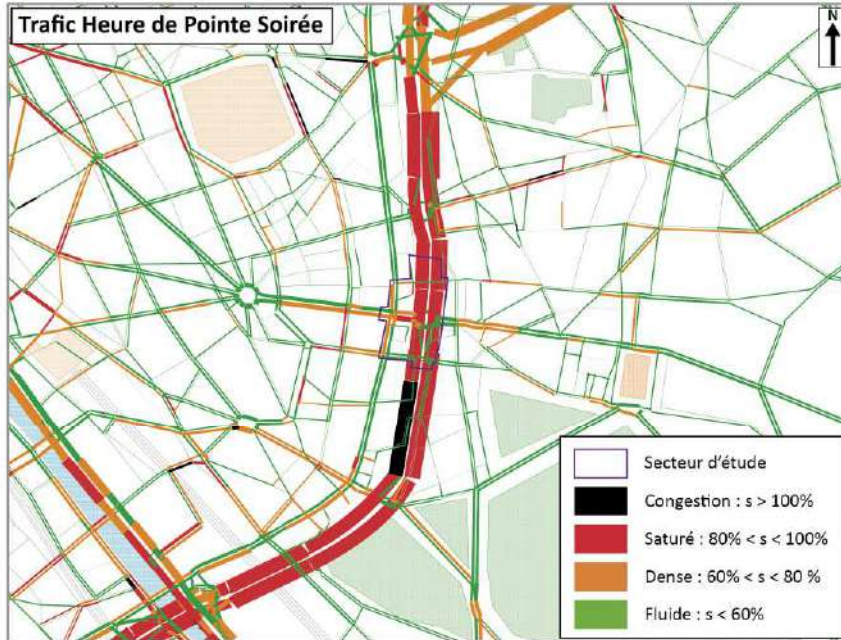 Trafic Heure de Pointe Soirée
N
Secteur d'étude
Congestion : s > 100%
Saturé : 80% < s < 100%
Dense : 60% < s < 80 %
Fluide : s < 60%